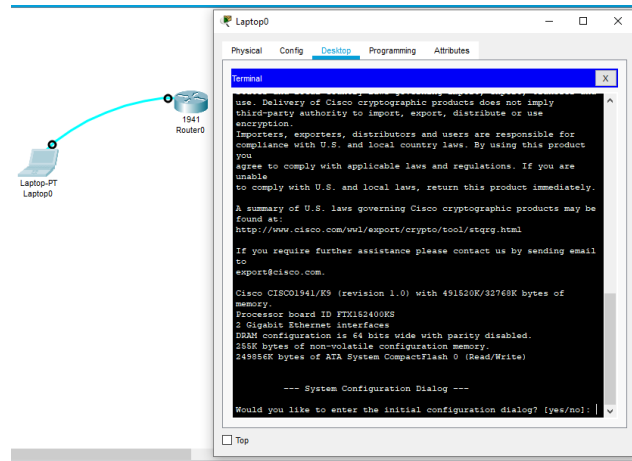 Laptop0
Physical Config Desktop Programming Attributes
Terminal X
use. Delivery of Cisco cryptographic products does not imply
third-party authority to import, export, distribute or use
encryption.
Importers, exporters, distributors and users are responsible for
compliance with U.S. and local country laws. By using this product
you
agree to comply with applicable laws and regulations. If you are
unable
to comply with U.S. and local laws, return this product immediately.
A summary of U.S. laws governing Cisco cryptographic products may be
found at:
http://www.cisco.com/wwl/export/crypto/tool/stqrg.html
If you require further assistance please contact us by sending email
to
export@cisco.com.
Cisco CISCO1941/K9 (revision 1.0) with 491520K/32768K bytes of
memory.
Processor board ID FTX152400KS
2 Gigabit Ethernet interfaces
DRAM configuration is 64 bits wide with parity disabled.
255K bytes of non-volatile configuration memory.
249856K bytes of ATA System CompactFlash 0 (Read/Write)
--- System Configuration Dialog ---
Would you like to enter the initial configuration dialog? [yes/no]:
Top
1941
Router0
Laptop-PT
Laptop0